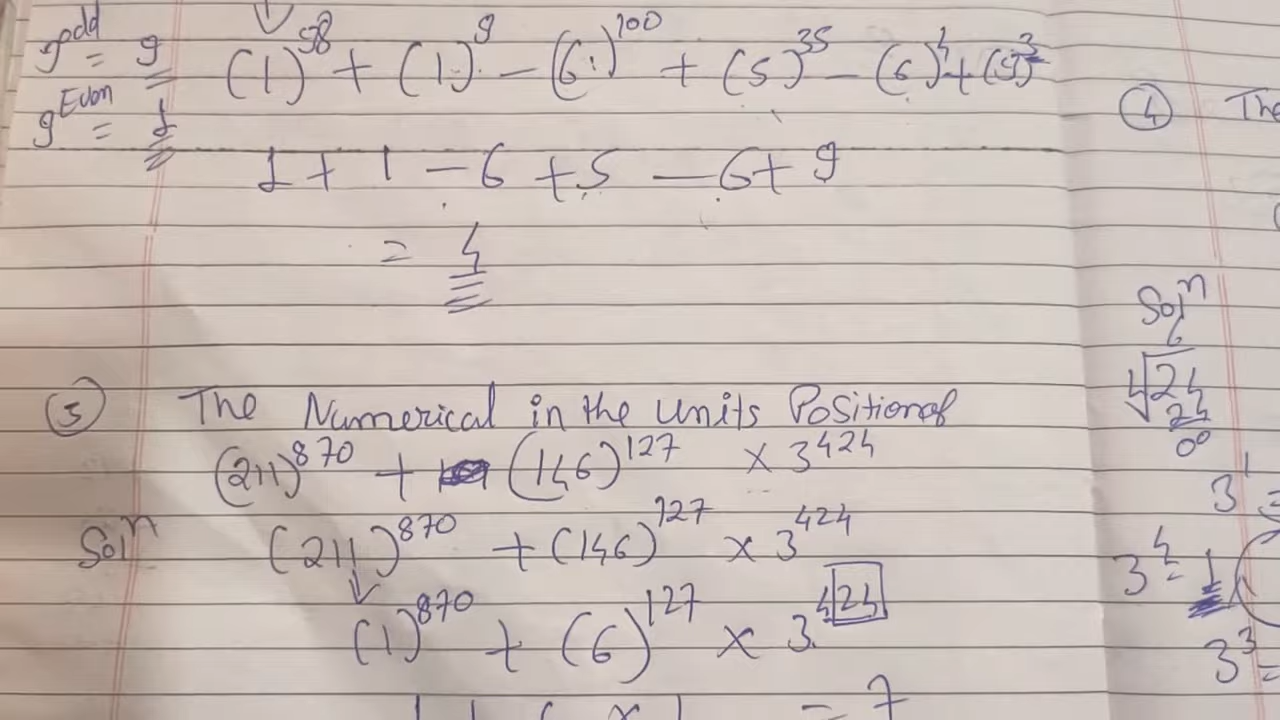 9^odd = 9
(1)^58 + (1)^9 - (6)^100 + (5)^35 - (6)^4 + (9)^3
9^Even = 1
1 + 1 - 6 + 5 - 6 + 9
= 4
5 The Numerical in the units Position of
(211)^870 + (146)^127 × 3^424
Solⁿ (211)^870 + (146)^127 × 3^424
(1)^870 + (6)^127 × 3^424
= 7
4 The
Solⁿ
6
4√24
24
00
3^1 =
3^4 = 1
3^3 =